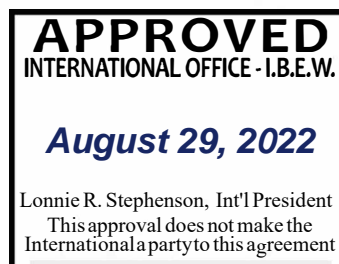 APPROVED
INTERNATIONAL OFFICE - I.B.E.W.
August 29, 2022
Lonnie R. Stephenson, Int'l President
This approval does not make the
International a party to this agreement